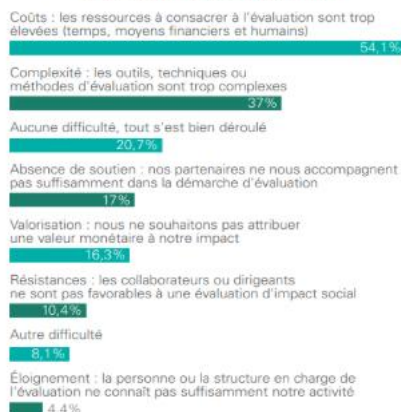 Coûts : les ressources à consacrer à l'évaluation sont trop
élevées (temps, moyens financiers et humains)
54,1%
Complexité : les outils, techniques ou
méthodes d'évaluation sont trop complexes
37%
Aucune difficulté, tout s'est bien déroulé
20,7%
Absence de soutien : nos partenaires ne nous accompagnent
pas suffisamment dans la démarche d'évaluation
17%
Valorisation : nous ne souhaitons pas attribuer
une valeur monétaire à notre impact
16,3%
Résistances : les collaborateurs ou dirigeants
ne sont pas favorables à une évaluation d'impact social
10,4%
Autre difficulté
8,1%
Éloignement : la personne ou la structure en charge de
l'évaluation ne connaît pas suffisamment notre activité
4,4%